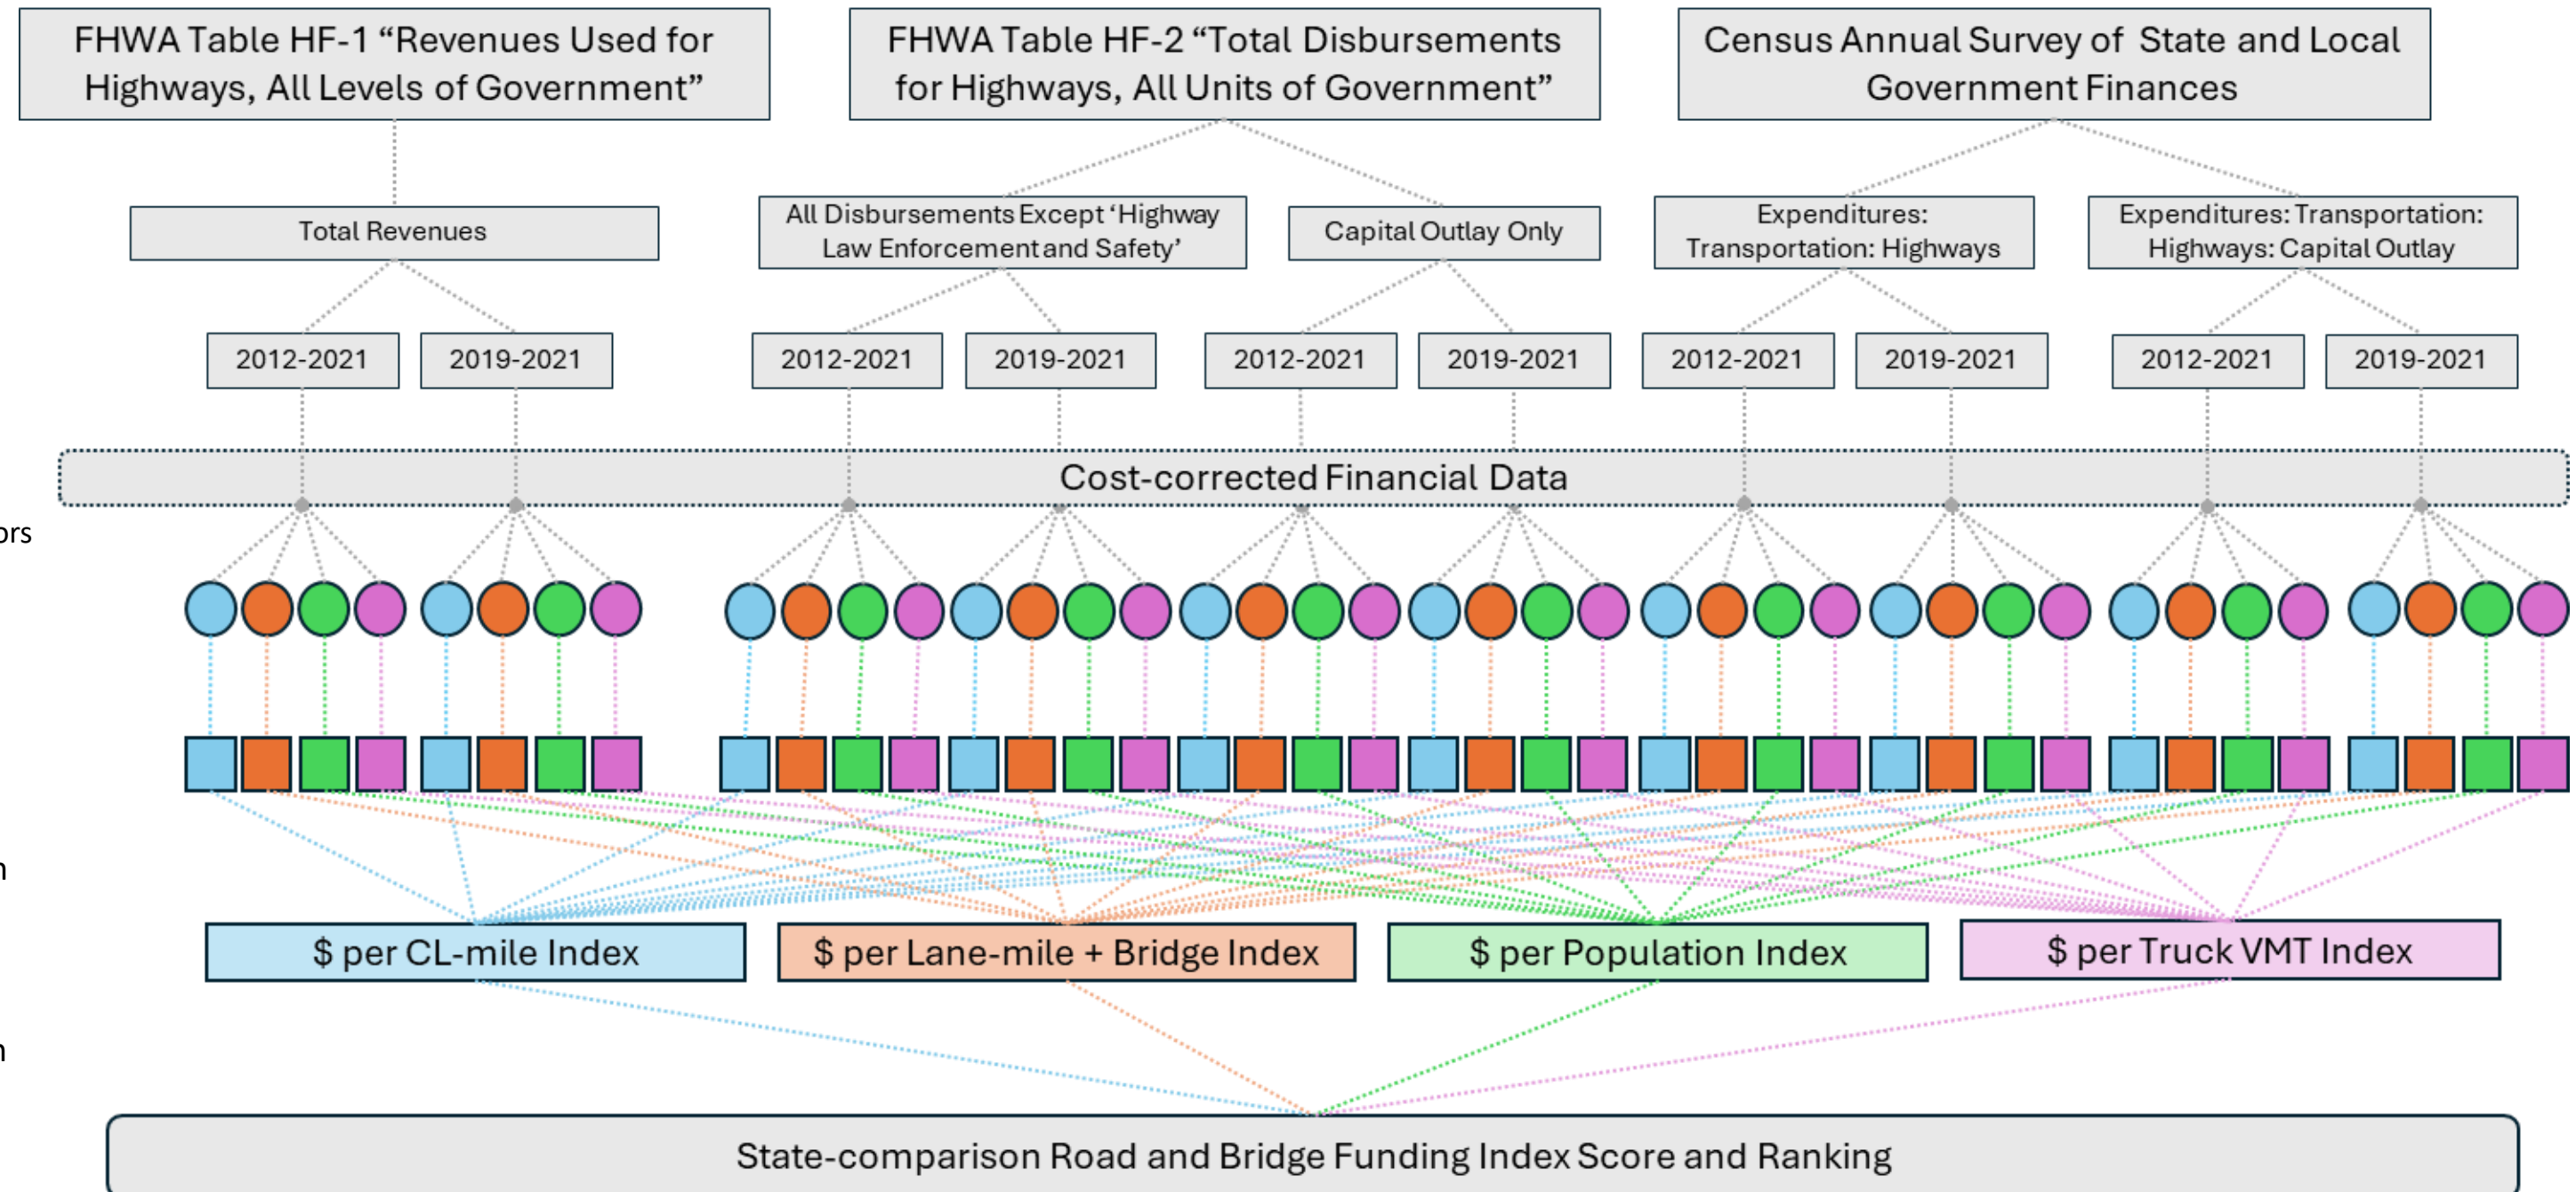 FHWA Table HF-1 “Revenues Used for
Highways, All Levels of Government”
FHWA Table HF-2 “Total Disbursements
for Highways, All Units of Government”
Census Annual Survey of State and Local
Government Finances
Total Revenues
All Disbursements Except ‘Highway
Law Enforcement and Safety’
Capital Outlay Only
Expenditures:
Transportation: Highways
Expenditures: Transportation:
Highways: Capital Outlay
2012-2021
2019-2021
2012-2021
2019-2021
2012-2021
2019-2021
2012-2021
2019-2021
2012-2021
2019-2021
Cost-corrected Financial Data
$ per CL-mile Index
$ per Lane-mile + Bridge Index
$ per Population Index
$ per Truck VMT Index
State-comparison Road and Bridge Funding Index Score and Ranking